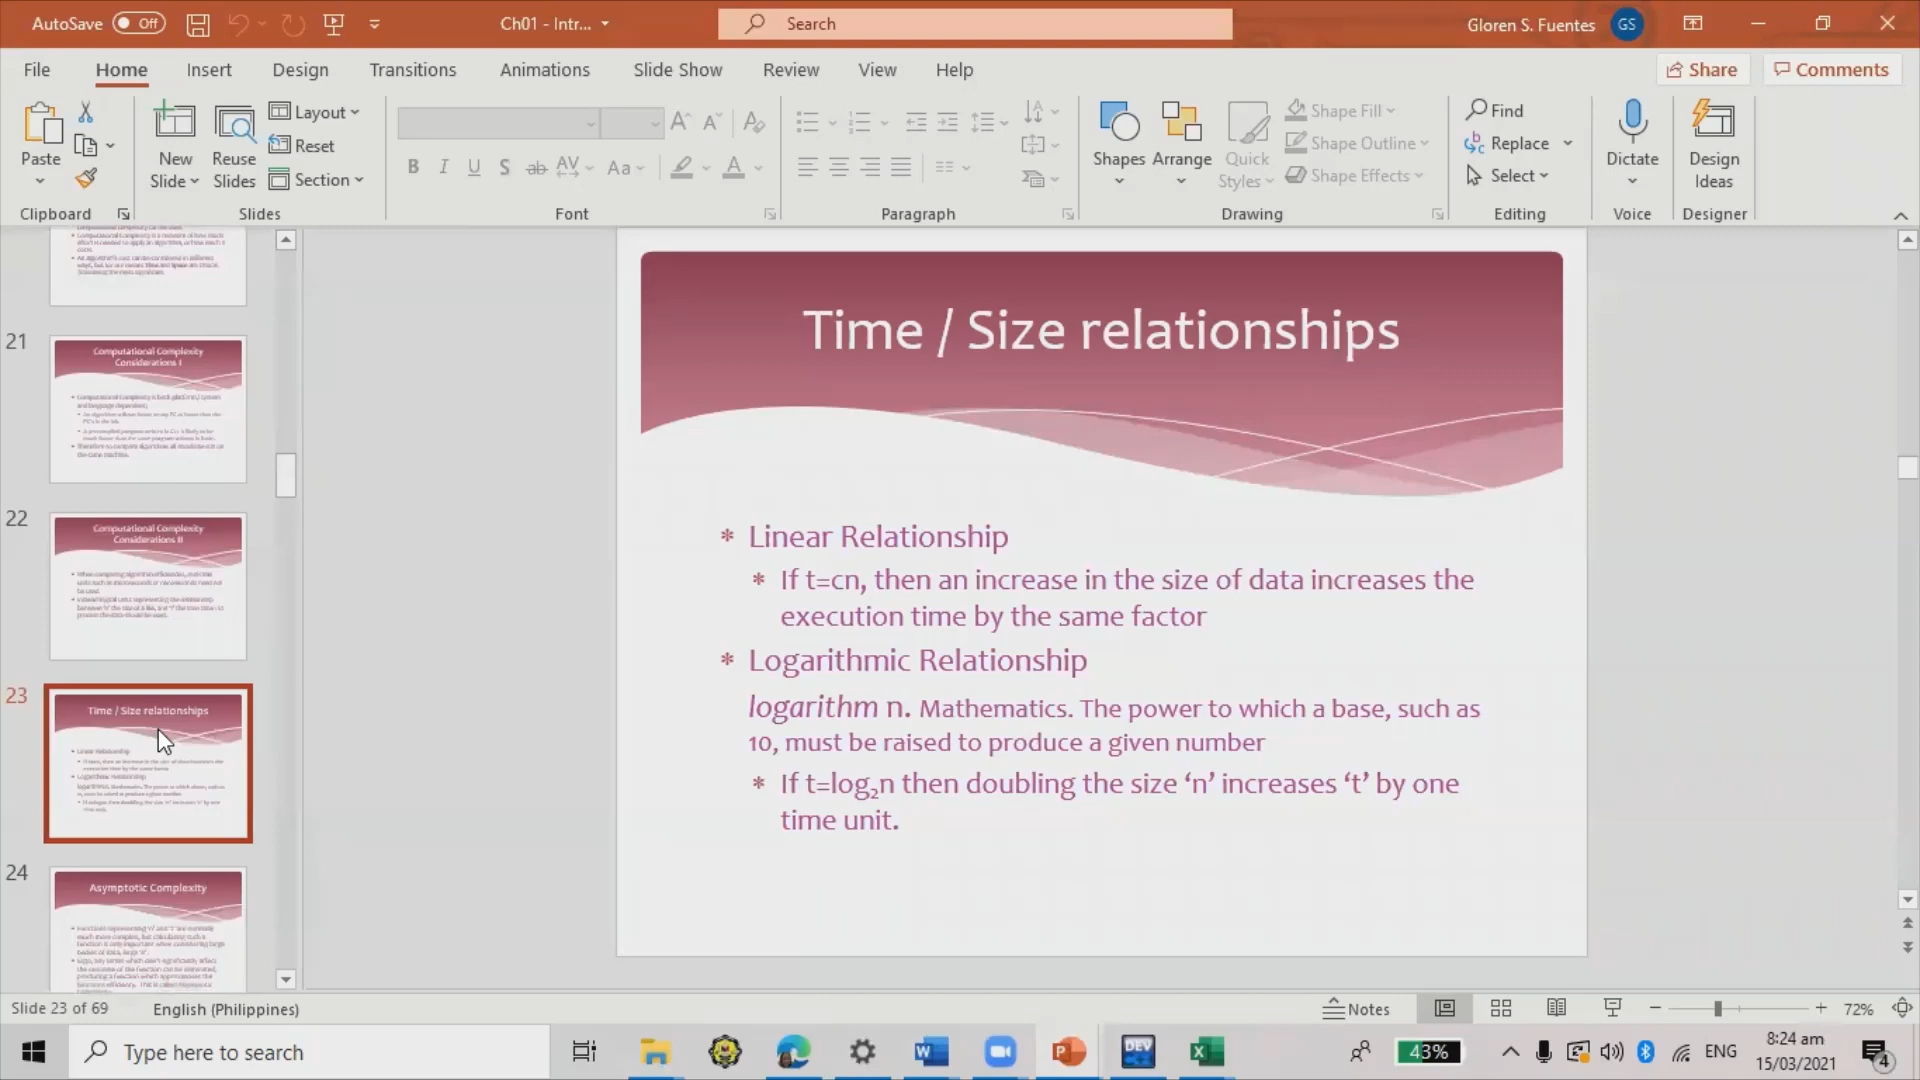 AutoSave Off
Ch01 - Intr...
Search
Gloren S. Fuentes GS
File Home Insert Design Transitions Animations Slide Show Review View Help
Share Comments
Paste
New Slide
Reuse Slides
Layout
Reset
Section
B I U S ab AV Aa A
Shapes Arrange Quick Styles
Shape Fill
Shape Outline
Shape Effects
Find
Replace
Select
Dictate
Design Ideas
Clipboard Slides Font Paragraph Drawing Editing Voice Designer
21
Computational Complexity
Considerations I
22
Computational Complexity
Considerations II
23
Time / Size relationships
24
Asymptotic Complexity
Time / Size relationships
* Linear Relationship
* If t=cn, then an increase in the size of data increases the
execution time by the same factor
* Logarithmic Relationship
logarithm n. Mathematics. The power to which a base, such as
10, must be raised to produce a given number
* If t=log₂n then doubling the size ‘n’ increases ‘t’ by one
time unit.
Slide 23 of 69 English (Philippines)
Notes
72%
Type here to search
DEV
43%
ENG
8:24 am
15/03/2021
4